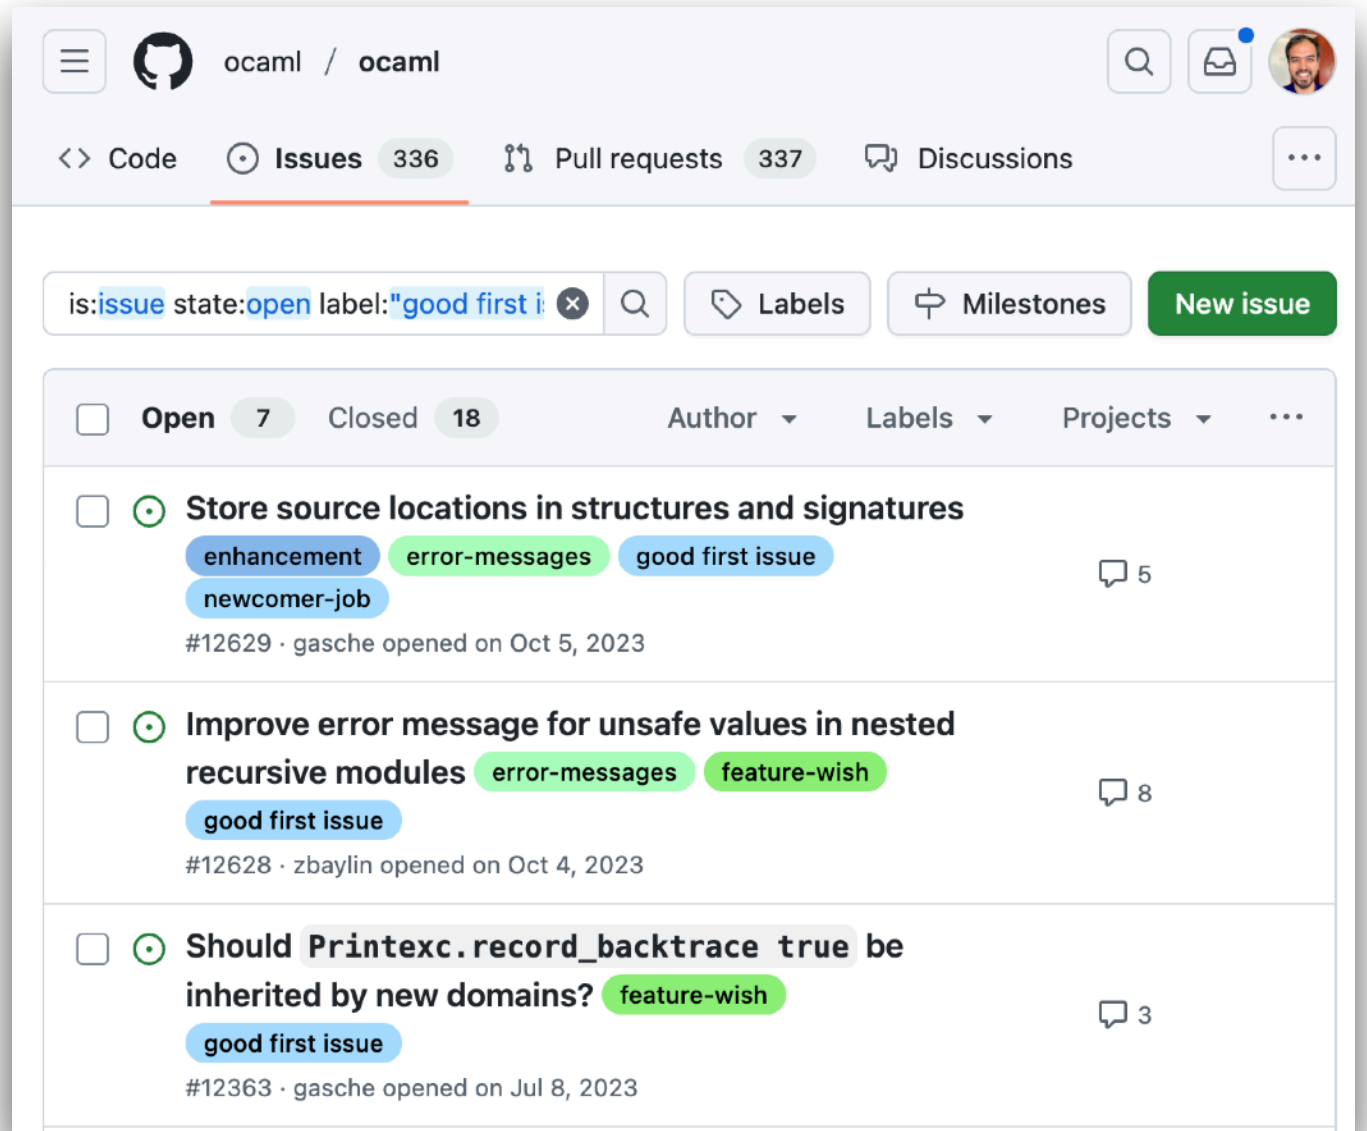 ocaml / ocaml
Code Issues 336 Pull requests 337 Discussions
is:issue state:open label:"good first i
Labels Milestones New issue
Open 7 Closed 18 Author Labels Projects
Store source locations in structures and signatures
enhancement error-messages good first issue
newcomer-job
5
#12629 · gasche opened on Oct 5, 2023
Improve error message for unsafe values in nested
recursive modules error-messages feature-wish
8
good first issue
#12628 · zbaylin opened on Oct 4, 2023
Should Printexc.record_backtrace true be
inherited by new domains? feature-wish
3
good first issue
#12363 · gasche opened on Jul 8, 2023